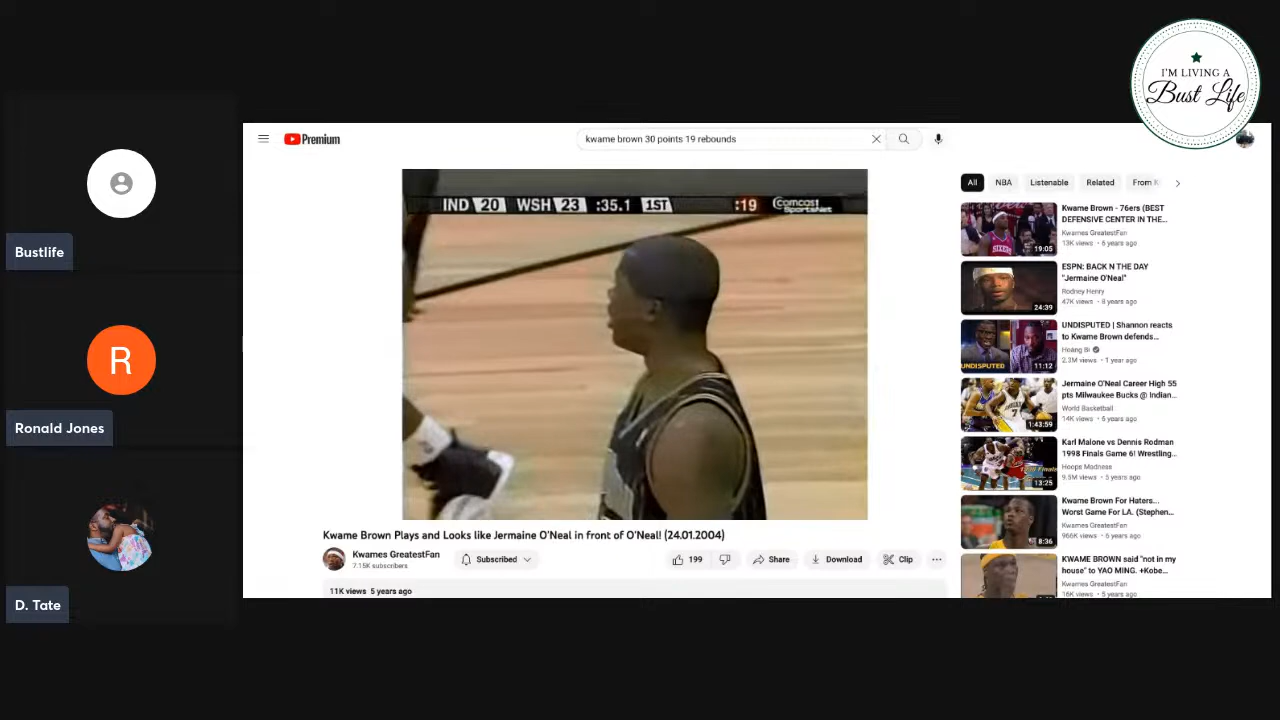 I'M LIVING A
Bust Life
Premium
kwame brown 30 points 19 rebounds
Bustlife
R
Ronald Jones
D. Tate
IND 20 WSH 23 :35.1 1ST :19 Comcast SportsNet
Kwame Brown Plays and Looks like Jermaine O'Neal in front of O'Neal! (24.01.2004)
Kwames GreatestFan
7.15K subscribers
Subscribed
199
Share
Download
Clip
11K views 5 years ago
All
NBA
Listenable
Related
From K
Kwame Brown - 76ers (BEST
DEFENSIVE CENTER IN THE...
Kwames GreatestFan
13K views • 6 years ago
19:05
ESPN: BACK N THE DAY
"Jermaine O'Neal"
Rodney Henry
47K views • 8 years ago
24:39
UNDISPUTED | Shannon reacts
to Kwame Brown defends...
Hoang Bi
2.3M views • 1 year ago
UNDISPUTED
11:12
Jermaine O'Neal Career High 55
pts Milwaukee Bucks @ Indian...
World Basketball
14K views • 6 years ago
1:43:59
Karl Malone vs Dennis Rodman
1998 Finals Game 6! Wrestling...
Hoops Madness
9.9M views • 5 years ago
13:25
Kwame Brown For Haters...
Worst Game For L.A. (Stephen...
Kwames GreatestFan
966K views • 6 years ago
8:36
KWAME BROWN said "not in my
house" to YAO MING. +Kobe...
Kwames GreatestFan
16K views • 5 years ago